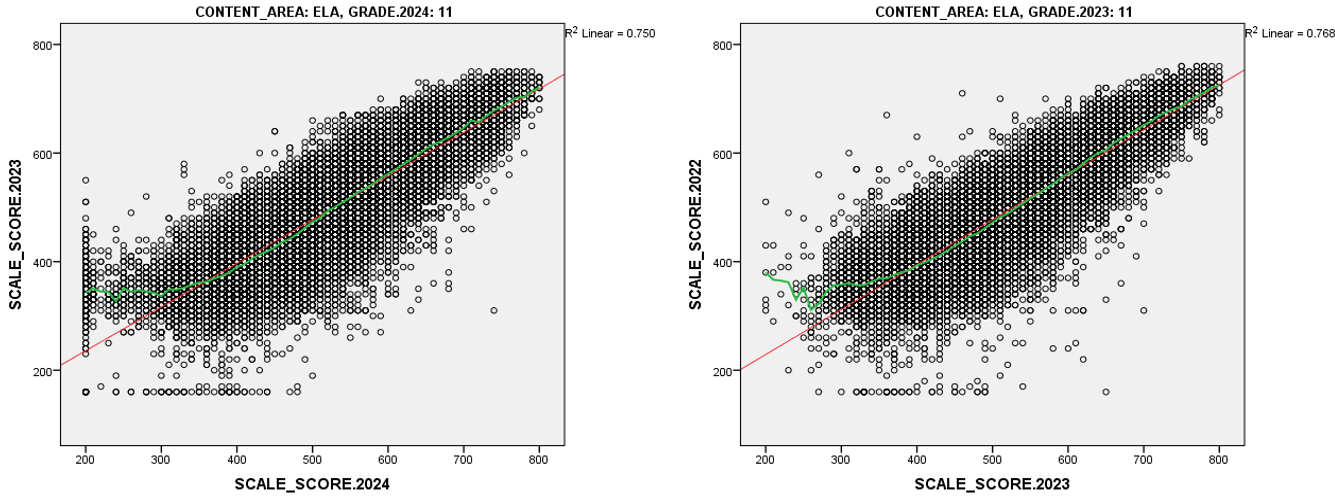 CONTENT_AREA: ELA, GRADE.2024: 11
R2 Linear = 0.750
800
600
400
200
SCALE_SCORE.2023
200 300 400 500 600 700 800
SCALE_SCORE.2024
CONTENT_AREA: ELA, GRADE.2023: 11
R2 Linear = 0.768
800
600
400
200
SCALE_SCORE.2022
200 300 400 500 600 700 800
SCALE_SCORE.2023